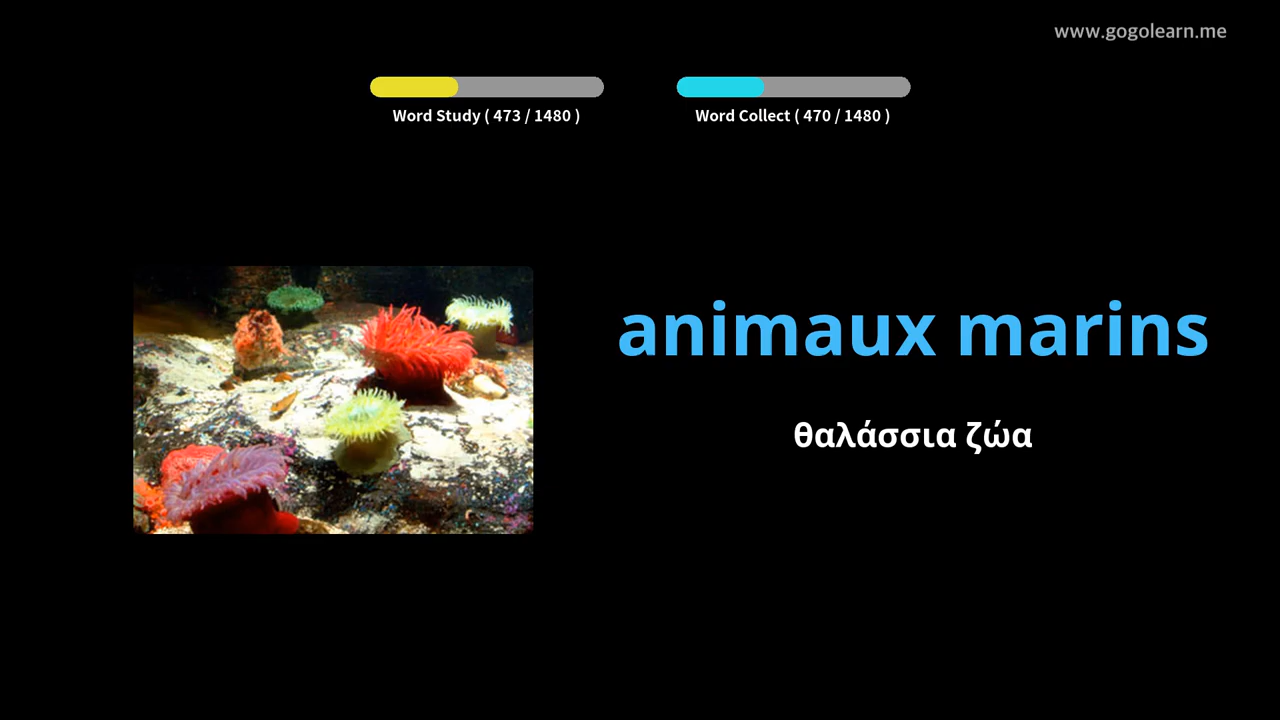 www.gogolearn.me
Word Study ( 473 / 1480 )
Word Collect ( 470 / 1480 )
animaux marins
θαλάσσια ζώα